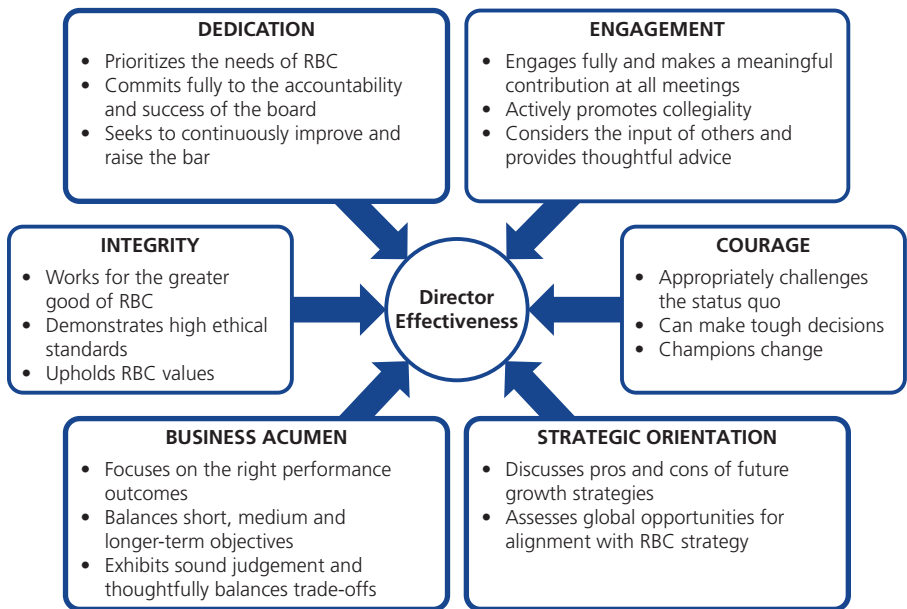 DEDICATION
• Prioritizes the needs of RBC
• Commits fully to the accountability
and success of the board
• Seeks to continuously improve and
raise the bar
ENGAGEMENT
• Engages fully and makes a meaningful
contribution at all meetings
• Actively promotes collegiality
• Considers the input of others and
provides thoughtful advice
INTEGRITY
• Works for the greater
good of RBC
• Demonstrates high ethical
standards
• Upholds RBC values
Director
Effectiveness
COURAGE
• Appropriately challenges
the status quo
• Can make tough decisions
• Champions change
BUSINESS ACUMEN
• Focuses on the right performance
outcomes
• Balances short, medium and
longer-term objectives
• Exhibits sound judgement and
thoughtfully balances trade-offs
STRATEGIC ORIENTATION
• Discusses pros and cons of future
growth strategies
• Assesses global opportunities for
alignment with RBC strategy